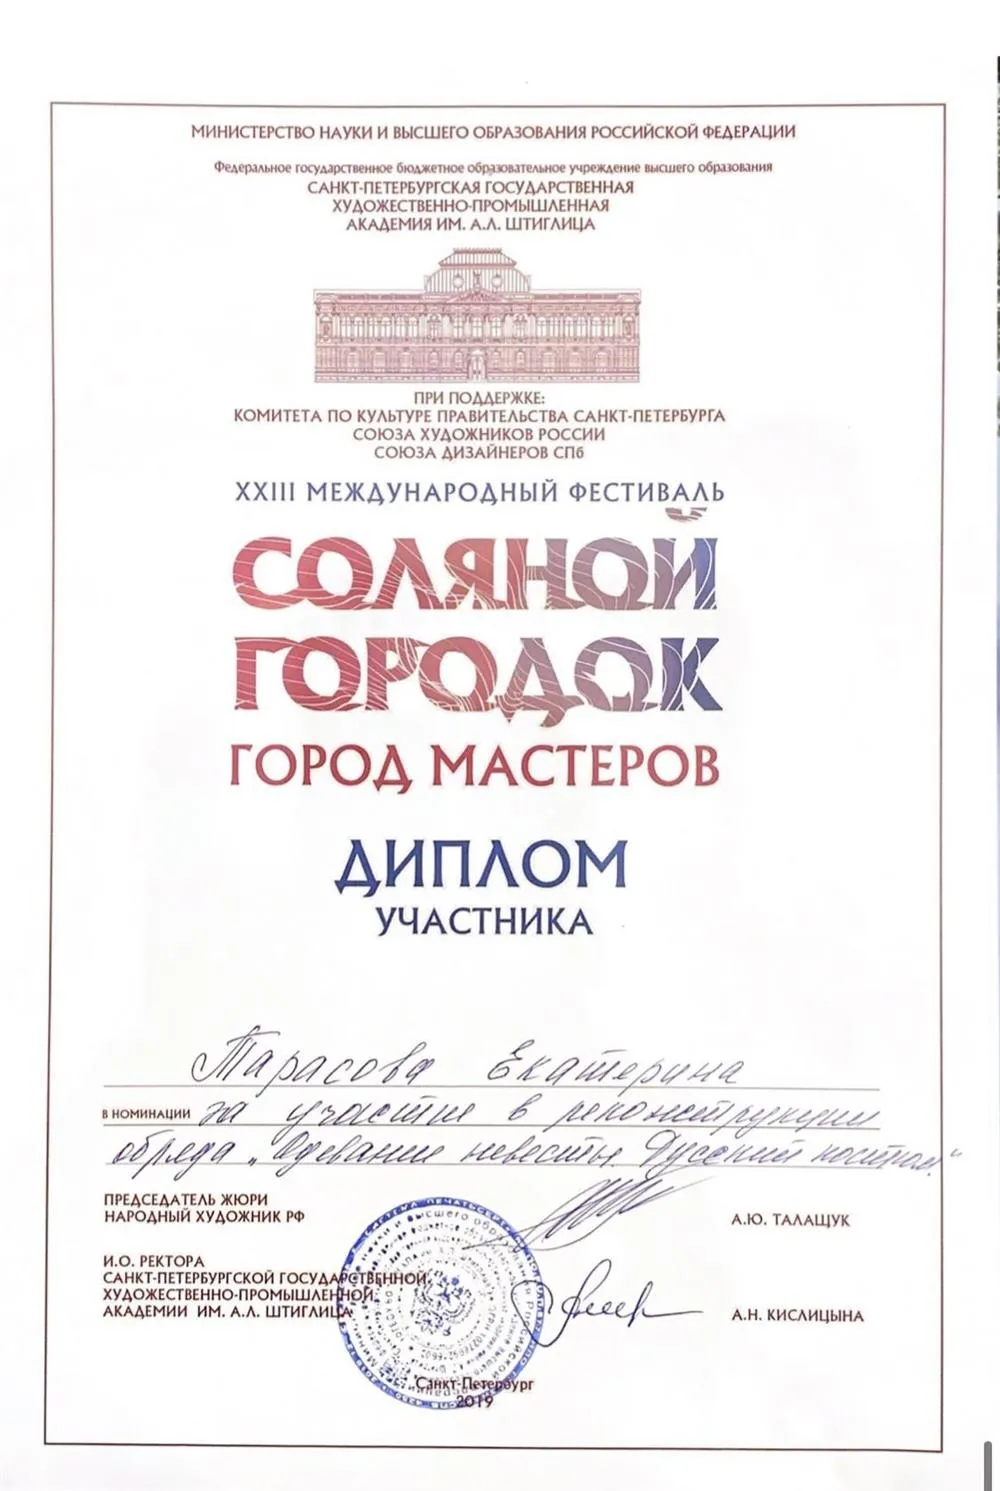 МИНИСТЕРСТВО НАУКИ И ВЫСШЕГО ОБРАЗОВАНИЯ РОССИЙСКОЙ ФЕДЕРАЦИИ
Федеральное государственное бюджетное образовательное учреждение высшего образования
САНКТ-ПЕТЕРБУРГСКАЯ ГОСУДАРСТВЕННАЯ
ХУДОЖЕСТВЕННО-ПРОМЫШЛЕННАЯ
АКАДЕМИЯ ИМ. А.Л. ШТИГЛИЦА
ПРИ ПОДДЕРЖКЕ:
КОМИТЕТА ПО КУЛЬТУРЕ ПРАВИТЕЛЬСТВА САНКТ-ПЕТЕРБУРГА
СОЮЗА ХУДОЖНИКОВ РОССИИ
СОЮЗА ДИЗАЙНЕРОВ СПб
XXIII МЕЖДУНАРОДНЫЙ ФЕСТИВАЛЬ
СОЛЯНОЙ
ГОРОДОК
ГОРОД МАСТЕРОВ
ДИПЛОМ
УЧАСТНИКА
Тарасова Екатерина
В НОМИНАЦИИ за участие в реконструкции
обряда „Одевание невесты. Русский костюм."
ПРЕДСЕДАТЕЛЬ ЖЮРИ
НАРОДНЫЙ ХУДОЖНИК РФ
А.Ю. ТАЛАЩУК
И.О. РЕКТОРА
САНКТ-ПЕТЕРБУРГСКОЙ ГОСУДАРСТВЕННОЙ
ХУДОЖЕСТВЕННО-ПРОМЫШЛЕННОЙ
АКАДЕМИИ ИМ. А.Л. ШТИГЛИЦА
А.Н. КИСЛИЦЫНА
Санкт-Петербург
2019